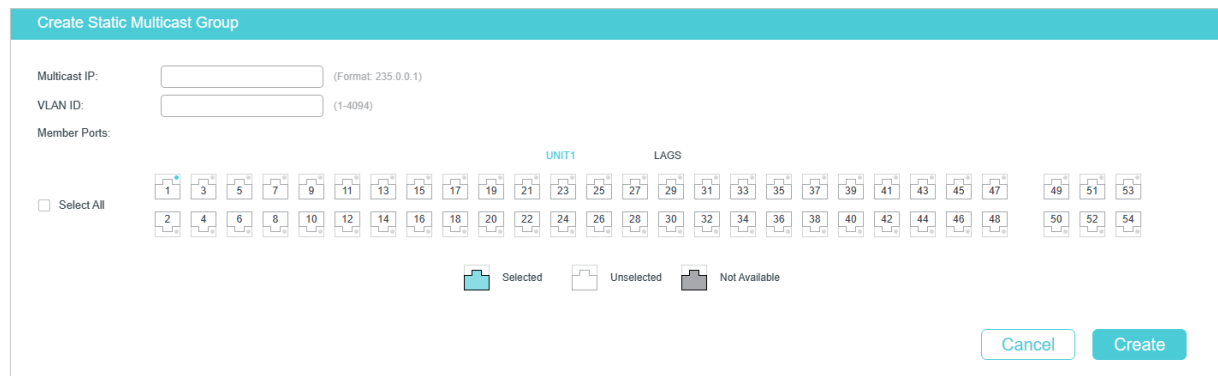 Create Static Multicast Group
Multicast IP: (Format: 235.0.0.1)
VLAN ID: (1-4094)
Member Ports:
UNIT1 LAGS
1 3 5 7 9 11 13 15 17 19 21 23 25 27 29 31 33 35 37 39 41 43 45 47 49 51 53
Select All
2 4 6 8 10 12 14 16 18 20 22 24 26 28 30 32 34 36 38 40 42 44 46 48 50 52 54
Selected Unselected Not Available
Cancel Create